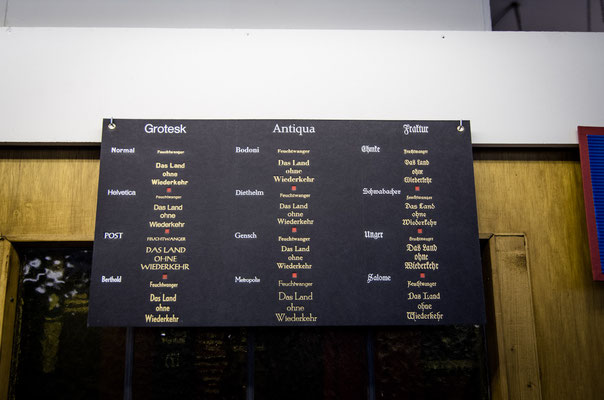 Grotesk
Normal
Feuchtwanger
Das Land
ohne
Wiederkehr
Helvetica
Feuchtwanger
Das Land
ohne
Wiederkehr
POST
FEUCHTWANGER
DAS LAND
OHNE
WIEDERKEHR
Berthold
Feuchtwanger
Das Land
ohne
Wiederkehr
Antiqua
Bodoni
Feuchtwanger
Das Land
ohne
Wiederkehr
Diethelm
Feuchtwanger
Das Land
ohne
Wiederkehr
Gensch
Feuchtwanger
Das Land
ohne
Wiederkehr
Metropolis
Feuchtwanger
Das Land
ohne
Wiederkehr
Fraktur
Ehmke
Feuchtwanger
Das Land
ohne
Wiederkehr
Schwabacher
Feuchtwanger
Das Land
ohne
Wiederkehr
Unger
Feuchtwanger
Das Land
ohne
Wiederkehr
Salome
Feuchtwanger
Das Land
ohne
Wiederkehr